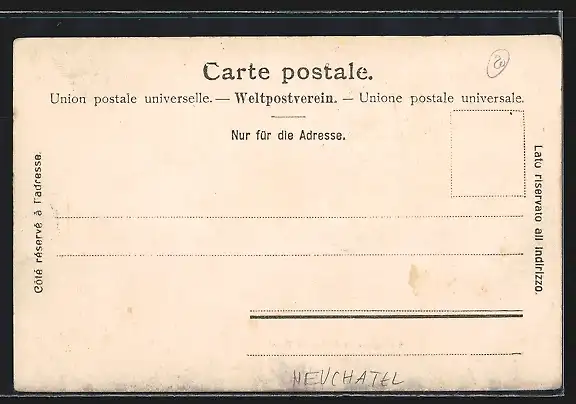 Carte postale.
Union postale universelle. — Weltpostverein. — Unione postale universale.
Nur für die Adresse.
Côté réservé à l'adresse.
Lato riservato all indirizzo.
NEUCHATEL